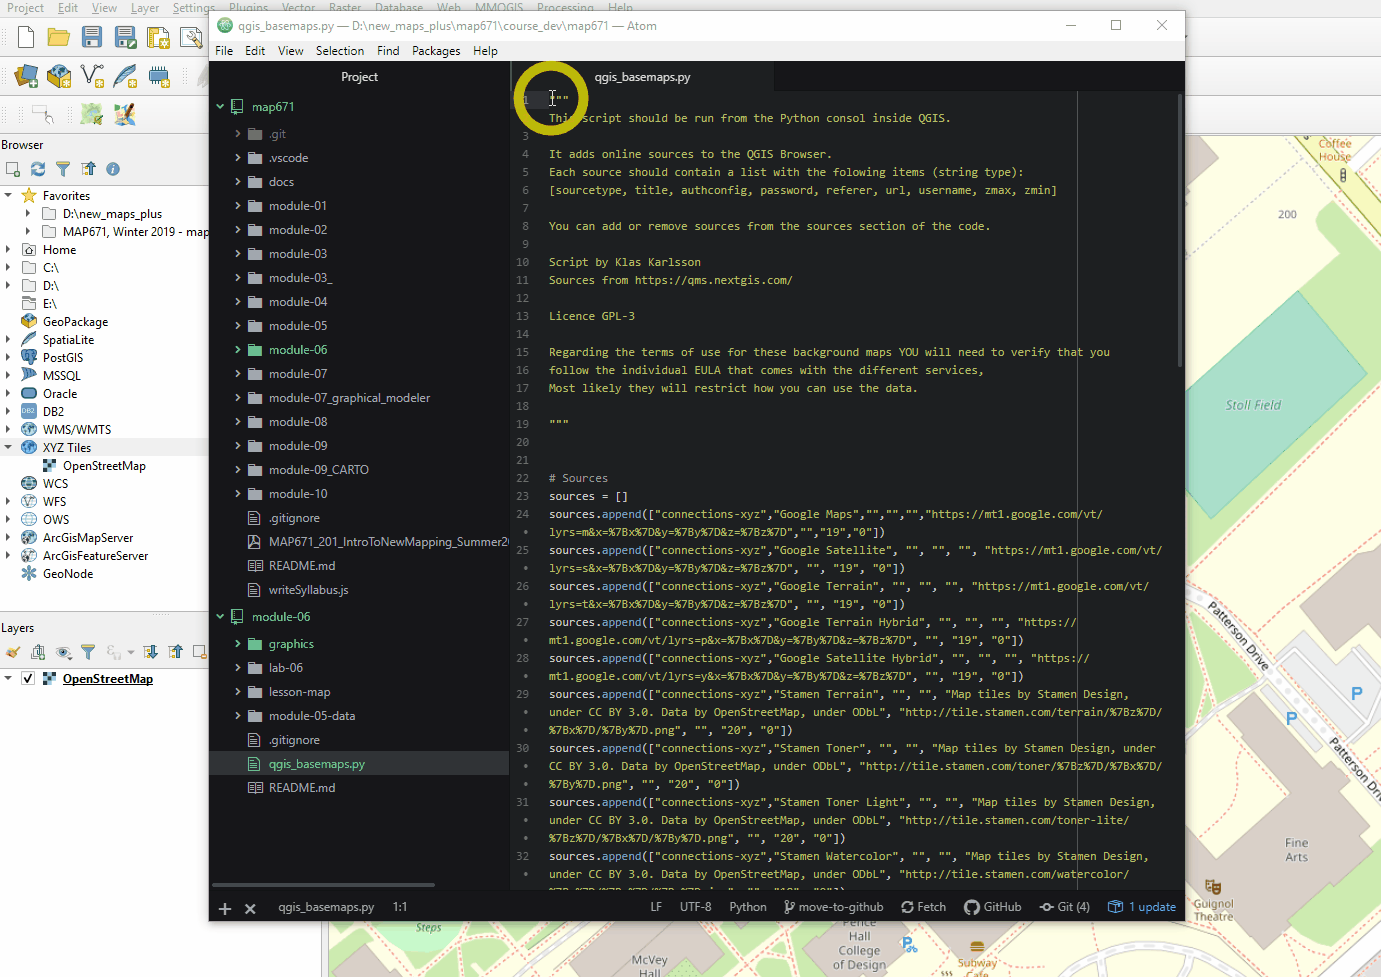 Project Edit View Layer Settings Plugins Vector Raster Database Web MMQGIS Processing Help
qgis_basemaps.py — D:\new_maps_plus\map671\course_dev\map671 — Atom
File Edit View Selection Find Packages Help
Project
qgis_basemaps.py
map671
.git
.vscode
docs
module-01
module-02
module-03
module-03_
module-04
module-05
module-06
module-07
module-07_graphical_modeler
module-08
module-09
module-09_CARTO
module-10
.gitignore
MAP671_201_IntroToNewMapping_Summer2
README.md
writeSyllabus.js
module-06
graphics
lab-06
lesson-map
module-05-data
.gitignore
qgis_basemaps.py
README.md
1 """
This script should be run from the Python consol inside QGIS.
3
4 It adds online sources to the QGIS Browser.
5 Each source should contain a list with the folowing items (string type):
6 [sourcetype, title, authconfig, password, referer, url, username, zmax, zmin]
7
8 You can add or remove sources from the sources section of the code.
9
10 Script by Klas Karlsson
11 Sources from https://qms.nextgis.com/
12
13 Licence GPL-3
14
15 Regarding the terms of use for these background maps YOU will need to verify that you
16 follow the individual EULA that comes with the different services,
17 Most likely they will restrict how you can use the data.
18
19 """
20
21
22 # Sources
23 sources = []
24 sources.append(["connections-xyz","Google Maps","","","","https://mt1.google.com/vt/
lyrs=m&x=%7Bx%7D&y=%7By%7D&z=%7Bz%7D","","19","0"])
25 sources.append(["connections-xyz","Google Satellite", "", "", "", "https://mt1.google.com/vt/
lyrs=s&x=%7Bx%7D&y=%7By%7D&z=%7Bz%7D", "", "19", "0"])
26 sources.append(["connections-xyz","Google Terrain", "", "", "", "https://mt1.google.com/vt/
lyrs=t&x=%7Bx%7D&y=%7By%7D&z=%7Bz%7D", "", "19", "0"])
27 sources.append(["connections-xyz","Google Terrain Hybrid", "", "", "", "https://
mt1.google.com/vt/lyrs=p&x=%7Bx%7D&y=%7By%7D&z=%7Bz%7D", "", "19", "0"])
28 sources.append(["connections-xyz","Google Satellite Hybrid", "", "", "", "https://
mt1.google.com/vt/lyrs=y&x=%7Bx%7D&y=%7By%7D&z=%7Bz%7D", "", "19", "0"])
29 sources.append(["connections-xyz","Stamen Terrain", "", "", "Map tiles by Stamen Design,
under CC BY 3.0. Data by OpenStreetMap, under ODbL", "http://tile.stamen.com/terrain/%7Bz%7D/
%7Bx%7D/%7By%7D.png", "", "20", "0"])
30 sources.append(["connections-xyz","Stamen Toner", "", "", "Map tiles by Stamen Design, under
CC BY 3.0. Data by OpenStreetMap, under ODbL", "http://tile.stamen.com/toner/%7Bz%7D/%7Bx%7D/
%7By%7D.png", "", "20", "0"])
31 sources.append(["connections-xyz","Stamen Toner Light", "", "", "Map tiles by Stamen Design,
under CC BY 3.0. Data by OpenStreetMap, under ODbL", "http://tile.stamen.com/toner-lite/
%7Bz%7D/%7Bx%7D/%7By%7D.png", "", "20", "0"])
32 sources.append(["connections-xyz","Stamen Watercolor", "", "", "Map tiles by Stamen Design,
under CC BY 3.0. Data by OpenStreetMap, under ODbL", "http://tile.stamen.com/watercolor/
qgis_basemaps.py 1:1 LF UTF-8 Python move-to-github Fetch GitHub Git (4) 1 update
Browser
Favorites
D:\new_maps_plus
MAP671, Winter 2019 - map
Home
C:\
D:\
E:\
GeoPackage
SpatiaLite
PostGIS
MSSQL
Oracle
DB2
DB2
WMS/WMTS
XYZ Tiles
OpenStreetMap
WCS
WFS
OWS
ArcGisMapServer
ArcGisFeatureServer
GeoNode
Layers
OpenStreetMap
Coffee
House
200
Stoll Field
Patterson Drive
Patterson Drive
P
P
Fine
Arts
Guignol
Theatre
Steps
McVey
Hall
Pence
Hall
College
of Design
P
Subway
Cafe